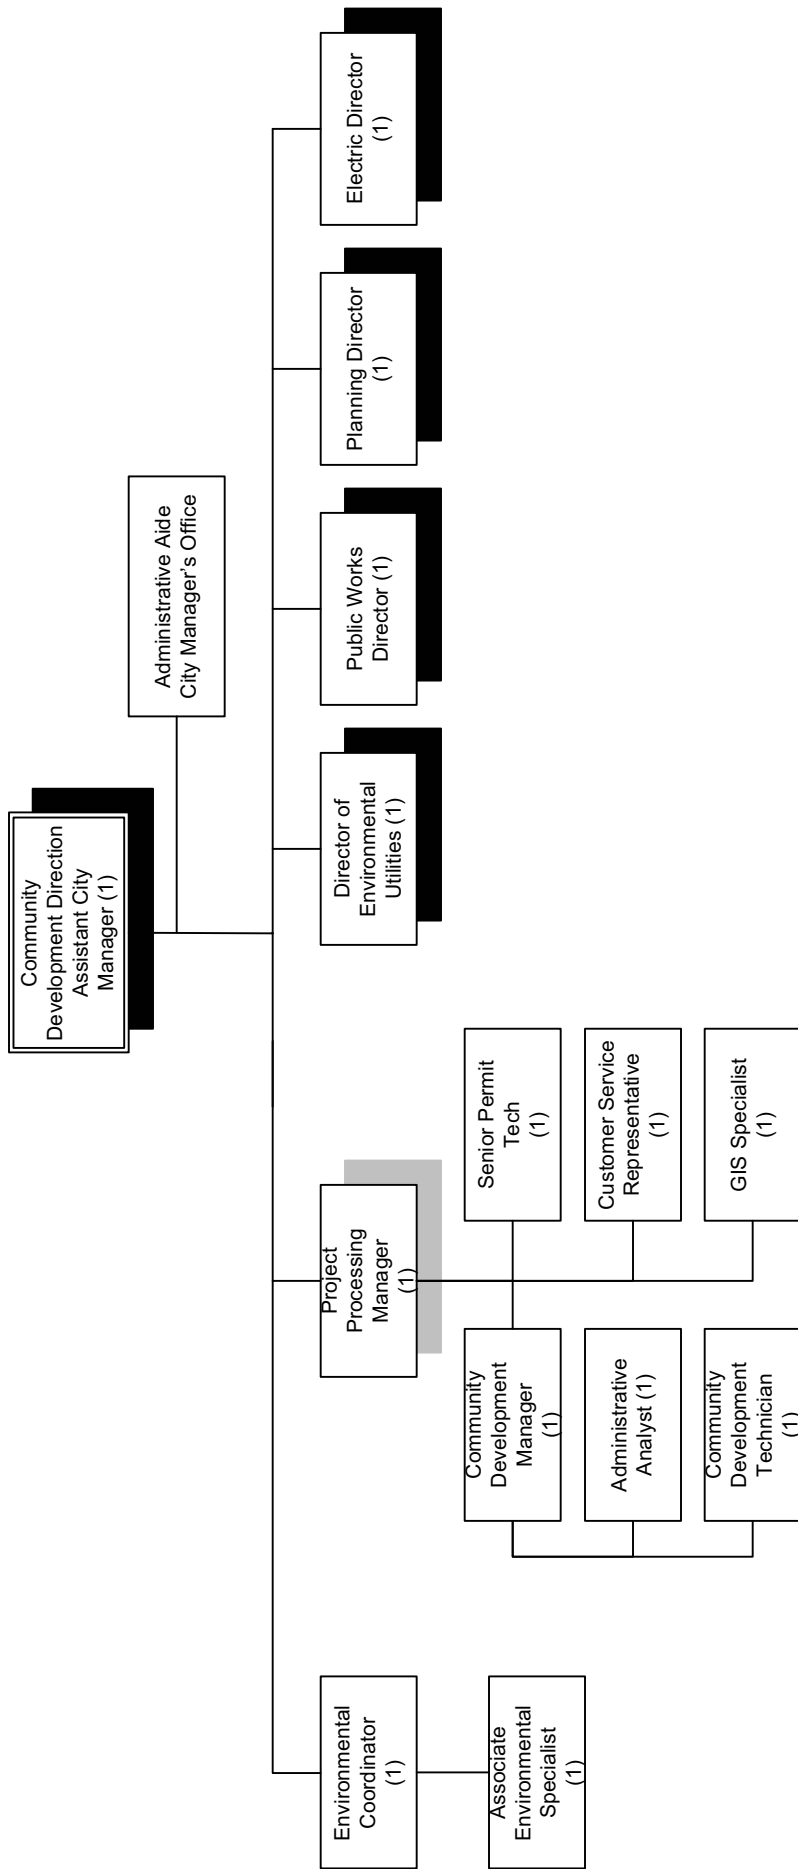 Community
Development Direction
Assistant City
Manager (1)
Administrative Aide
City Manager's Office
Environmental
Coordinator
(1)
Project
Processing
Manager
(1)
Director of
Environmental
Utilities (1)
Public Works
Director (1)
Planning Director
(1)
Electric Director
(1)
Associate
Environmental
Specialist
(1)
Community
Development
Manager
(1)
Senior Permit
Tech
(1)
Administrative
Analyst (1)
Customer Service
Representative
(1)
Community
Development
Technician
(1)
GIS Specialist
(1)